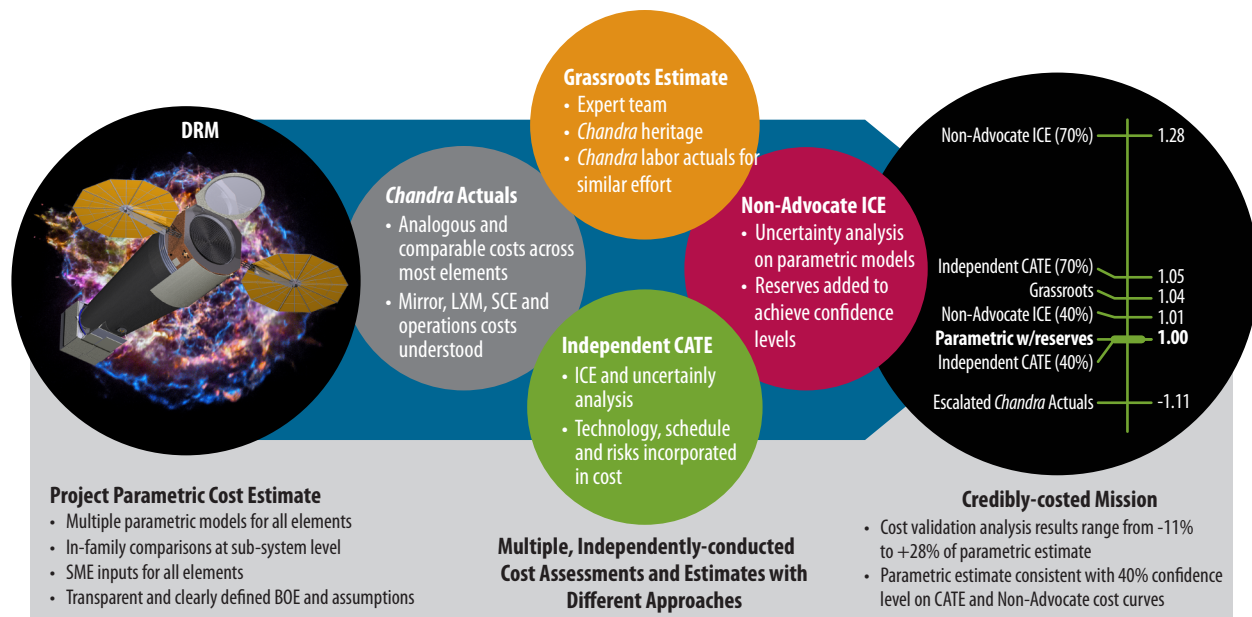 DRM
Grassroots Estimate
• Expert team
• Chandra heritage
• Chandra labor actuals for
similar effort
Chandra Actuals
• Analogous and
comparable costs across
most elements
• Mirror, LXM, SCE and
operations costs
understood
Non-Advocate ICE
• Uncertainty analysis
on parametric models
• Reserves added to
achieve confidence
levels
Independent CATE
• ICE and uncertainly
analysis
• Technology, schedule
and risks incorporated
in cost
Non-Advocate ICE (70%) 1.28
Independent CATE (70%) 1.05
Grassroots 1.04
Non-Advocate ICE (40%) 1.01
Parametric w/reserves 1.00
Independent CATE (40%)
Escalated Chandra Actuals -1.11
Project Parametric Cost Estimate
• Multiple parametric models for all elements
• In-family comparisons at sub-system level
• SME inputs for all elements
• Transparent and clearly defined BOE and assumptions
Multiple, Independently-conducted
Cost Assessments and Estimates with
Different Approaches
Credibly-costed Mission
• Cost validation analysis results range from -11%
to +28% of parametric estimate
• Parametric estimate consistent with 40% confidence
level on CATE and Non-Advocate cost curves